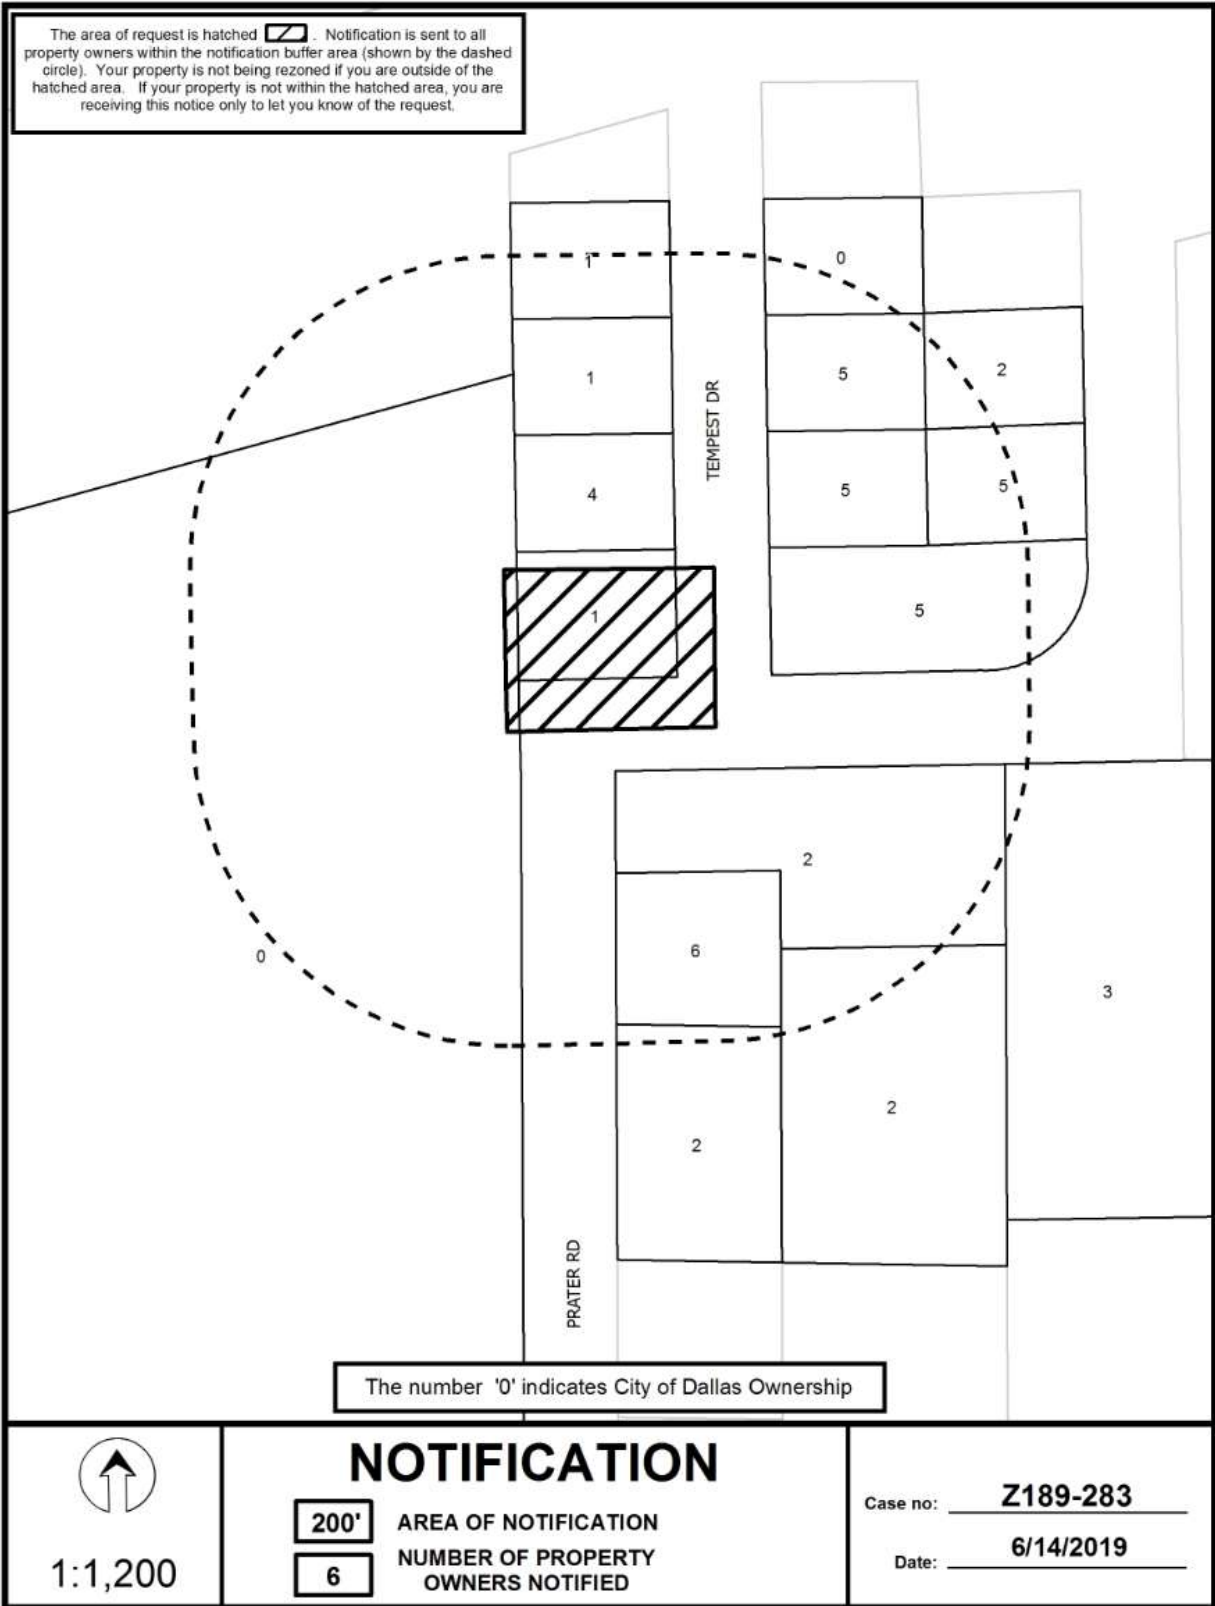 The area of request is hatched . Notification is sent to all
property owners within the notification buffer area (shown by the dashed
circle). Your property is not being rezoned if you are outside of the
hatched area. If your property is not within the hatched area, you are
receiving this notice only to let you know of the request.
1
0
1
5
2
TEMPEST DR
4
5
5
1
5
2
6
0
3
2
2
PRATER RD
The number '0' indicates City of Dallas Ownership
1:1,200
NOTIFICATION
200' AREA OF NOTIFICATION
6 NUMBER OF PROPERTY
OWNERS NOTIFIED
Case no: Z189-283
Date: 6/14/2019